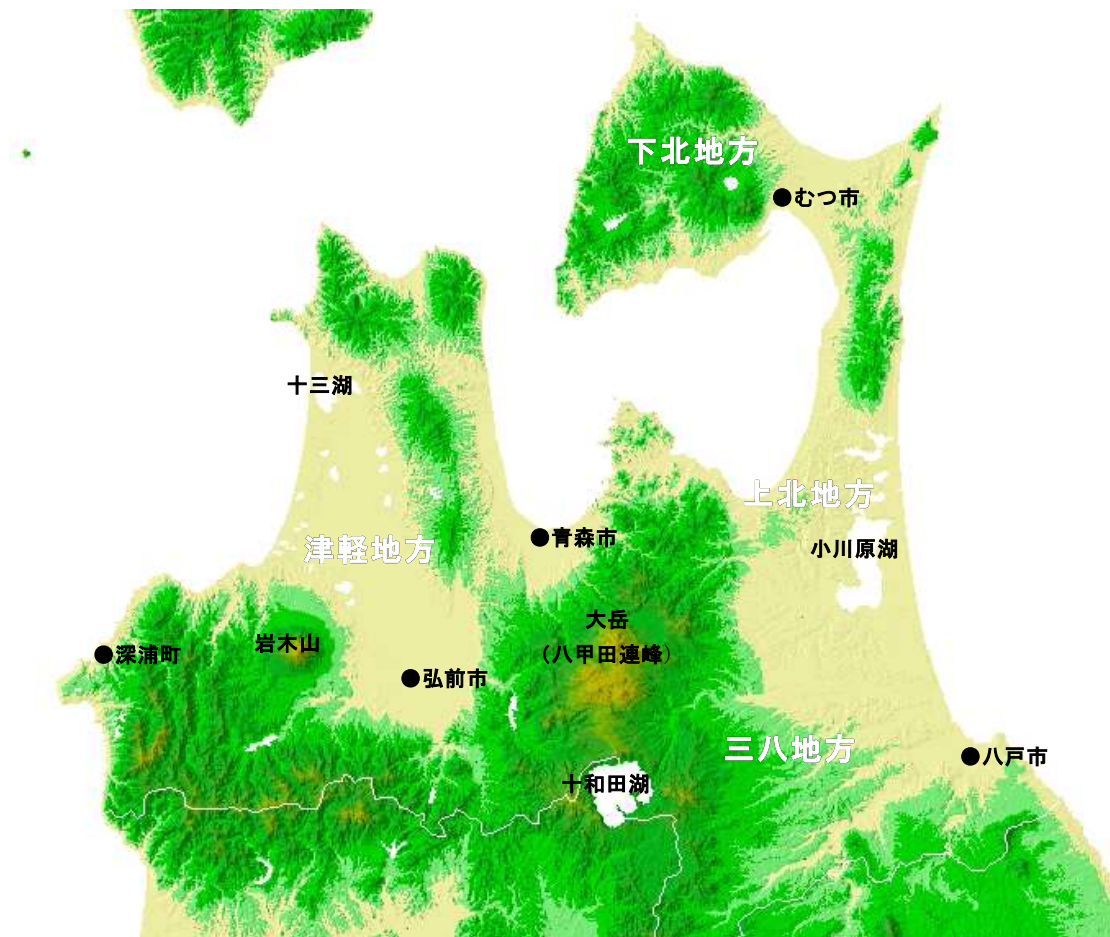 下北地方
●むつ市
十三湖
上北地方
●青森市
津軽地方
小川原湖
大岳
(八甲田連峰)
岩木山
●深浦町
●弘前市
三八地方
●八戸市
十和田湖